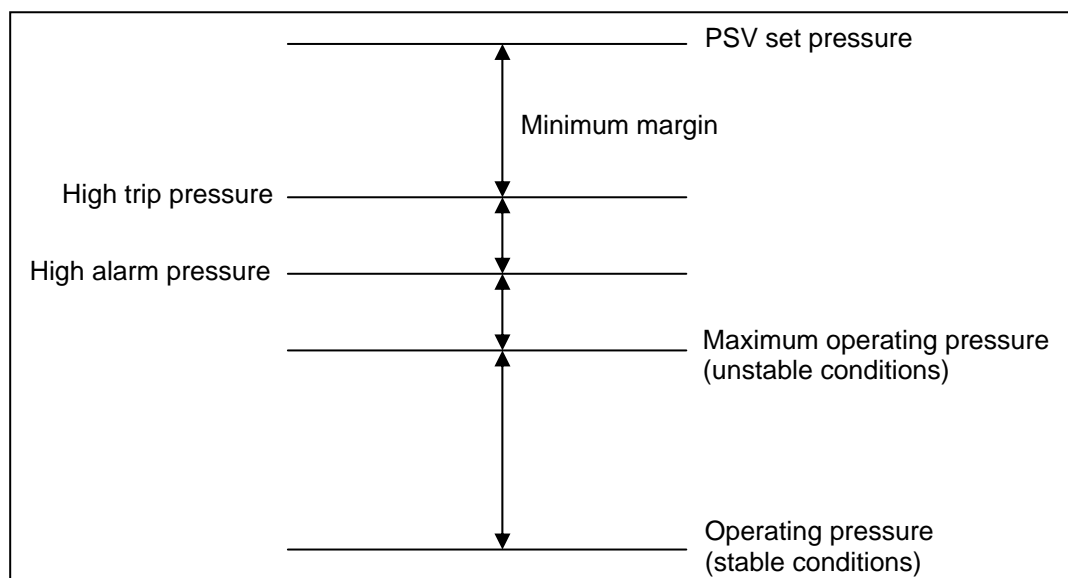 PSV set pressure
Minimum margin
High trip pressure
High alarm pressure
Maximum operating pressure
(unstable conditions)
Operating pressure
(stable conditions)